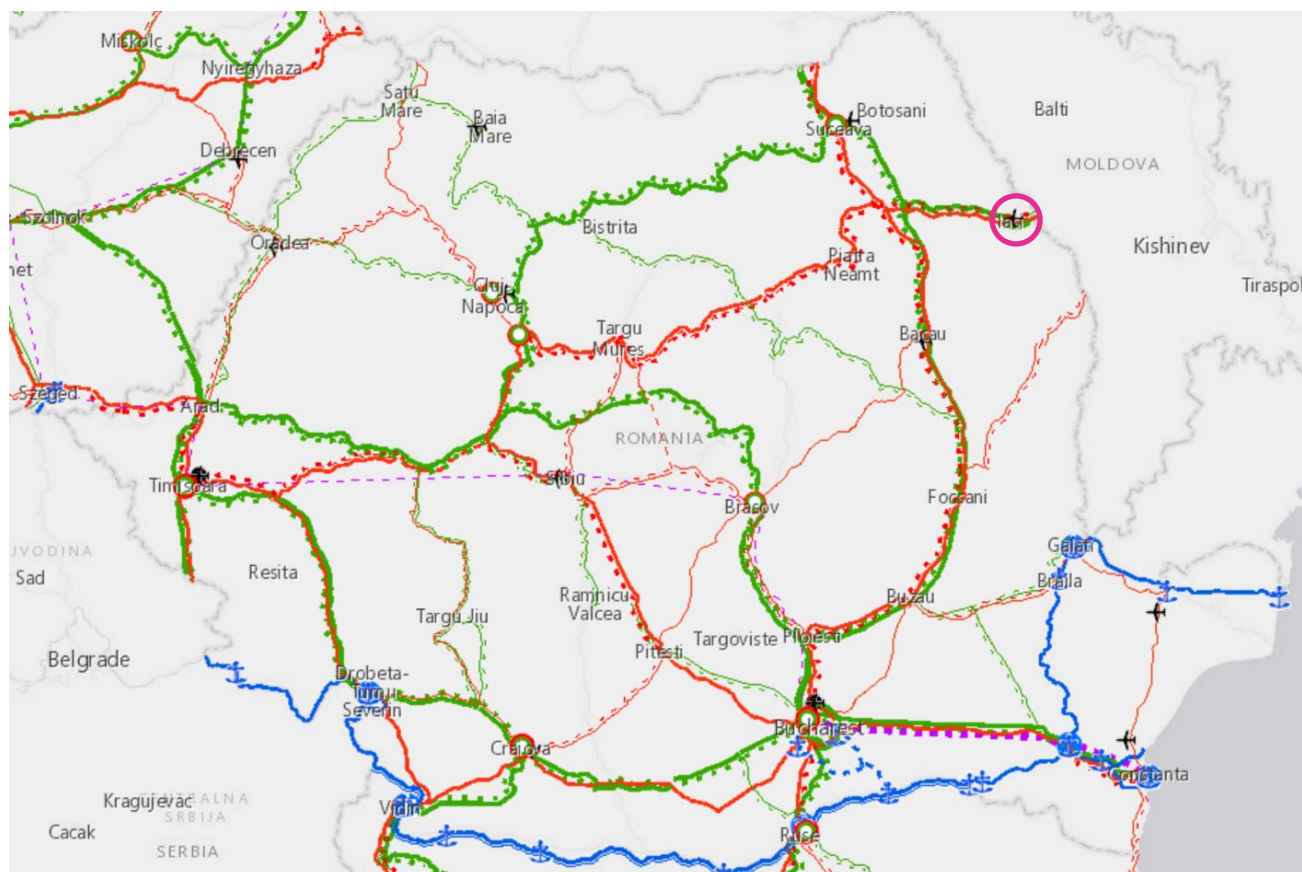 Miskolc
Nyiregyhaza
Satu
Mare
Baia
Mare
Botosani
Suceava
Balti
Debrecen
MOLDOVA
Szolnok
Iasi
Bistrita
Oradea
Kishinev
Piatra
Neamt
Tiraspol
Cluj
Napoca
Targu
Mures
Bacau
Szeged
Arad
ROMANIA
Timisoara
Sibiu
Brasov
Focsani
Galati
Resita
Sad
Braila
Ramnicu
Valcea
Buzau
Targu Jiu
Targoviste
Ploiesti
Pitesti
Belgrade
Drobeta-
Turnu
Severin
Bucharest
Craiova
Constanta
Kragujevac
CENTRALNA
SRBIJA
Vidin
Cacak
SERBIA
Ruse